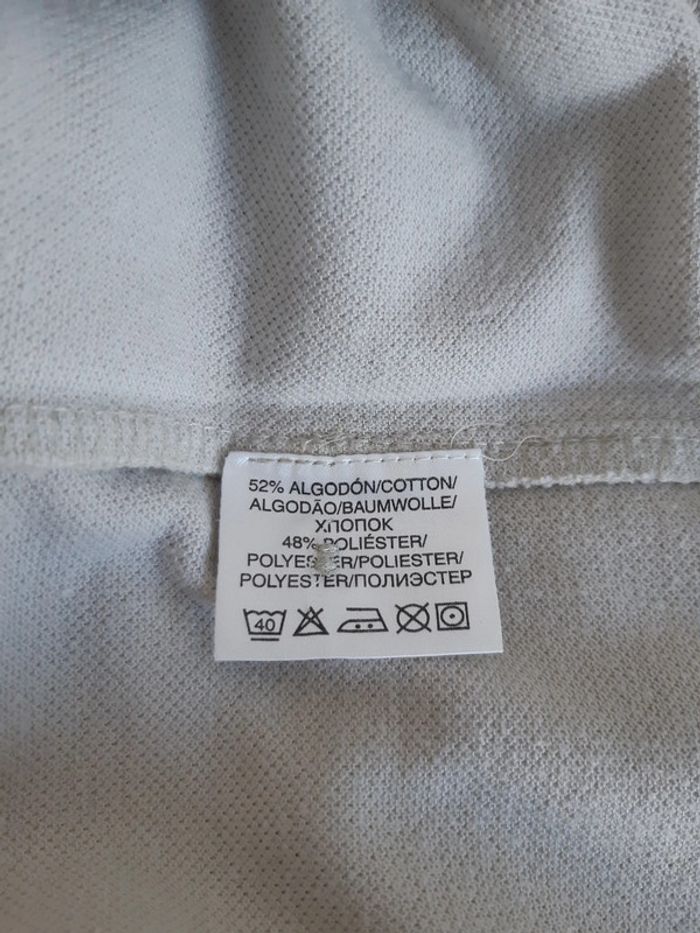 52% ALGODÓN/COTTON/
ALGODÃO/BAUMWOLLE/
ХЛОПОК
48% POLIÉSTER/
POLYESTER/POLIESTER/
POLYESTER/ПОЛИЭСТЕР
40